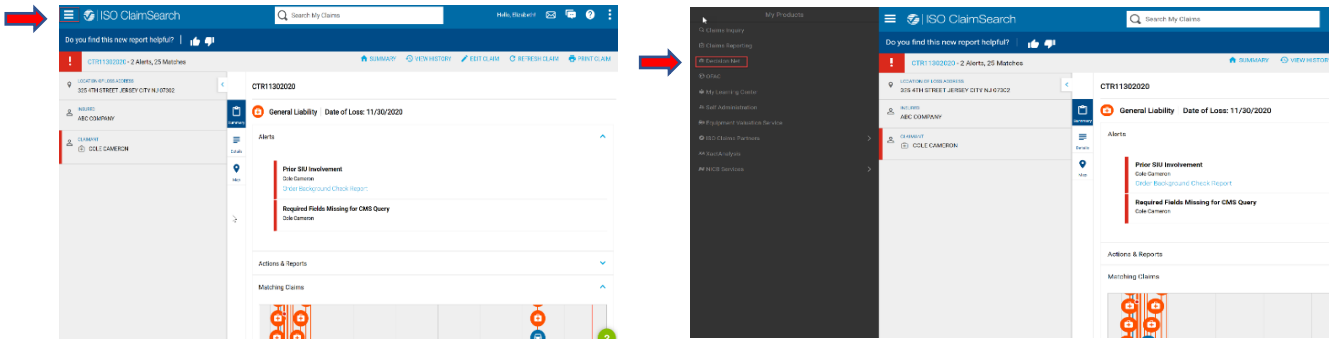 ISO ClaimSearch
Search My Claims
Hello, Elizabeth!
Do you find this new report helpful?
CTR11302020 - 2 Alerts, 25 Matches
SUMMARY
VIEW HISTORY
EDIT CLAIM
REFRESH CLAIM
PRINT CLAIM
LOCATION OF LOSS ADDRESS
325 4TH STREET JERSEY CITY NJ 07302
INSURED
ABC COMPANY
CLAIMANT
COLE CAMERON
Summary
Details
Map
CTR11302020
General Liability | Date of Loss: 11/30/2020
Alerts
Prior SIU Involvement
Cole Cameron
Order Background Check Report
Required Fields Missing for CMS Query
Cole Cameron
Actions & Reports
Matching Claims
My Products
Claims Inquiry
Claims Reporting
Decision Net
OFAC
My Learning Center
Self Administration
Equipment Valuation Service
ISO Claims Partners
NICB Services
ISO ClaimSearch
Search My Claims
Do you find this new report helpful?
CTR11302020 - 2 Alerts, 25 Matches
SUMMARY
VIEW HISTORY
LOCATION OF LOSS ADDRESS
325 4TH STREET JERSEY CITY NJ 07302
INSURED
ABC COMPANY
CLAIMANT
COLE CAMERON
Summary
Details
Map
CTR11302020
General Liability | Date of Loss: 11/30/2020
Alerts
Prior SIU Involvement
Cole Cameron
Order Background Check Report
Required Fields Missing for CMS Query
Cole Cameron
Actions & Reports
Matching Claims